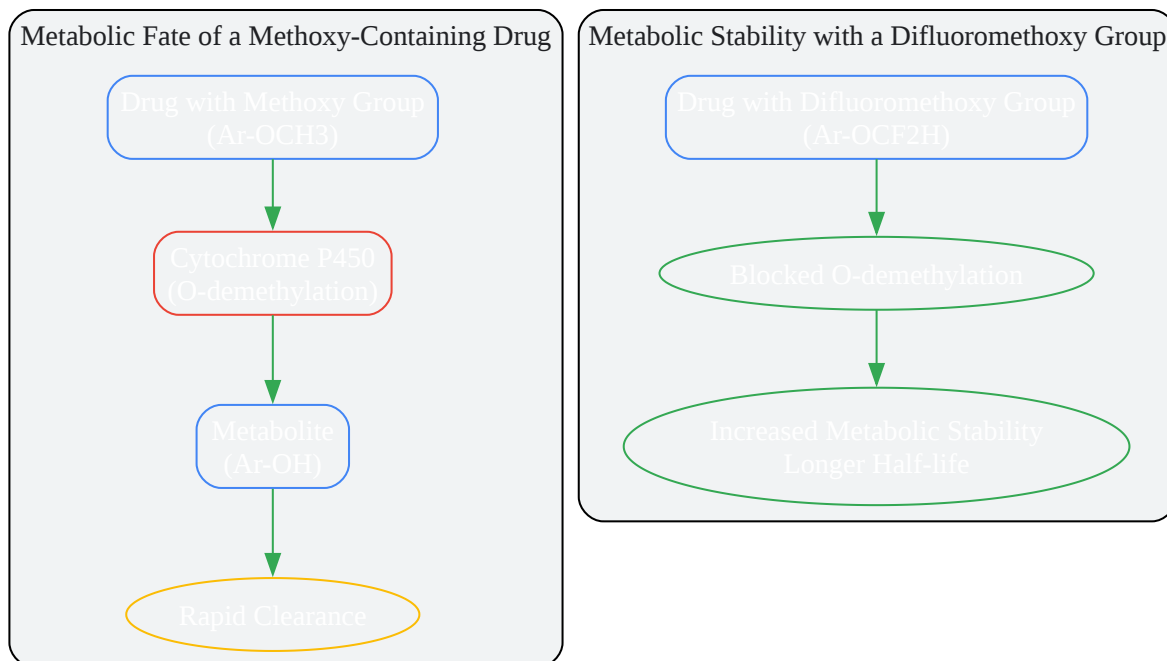 Metabolic Fate of a Methoxy-Containing Drug
Drug with Methoxy Group
(Ar-OCH3)
Cytochrome P450
(O-demethylation)
Metabolite
(Ar-OH)
Rapid Clearance
Metabolic Stability with a Difluoromethoxy Group
Drug with Difluoromethoxy Group
(Ar-OCF2H)
Blocked O-demethylation
Increased Metabolic Stability
Longer Half-life